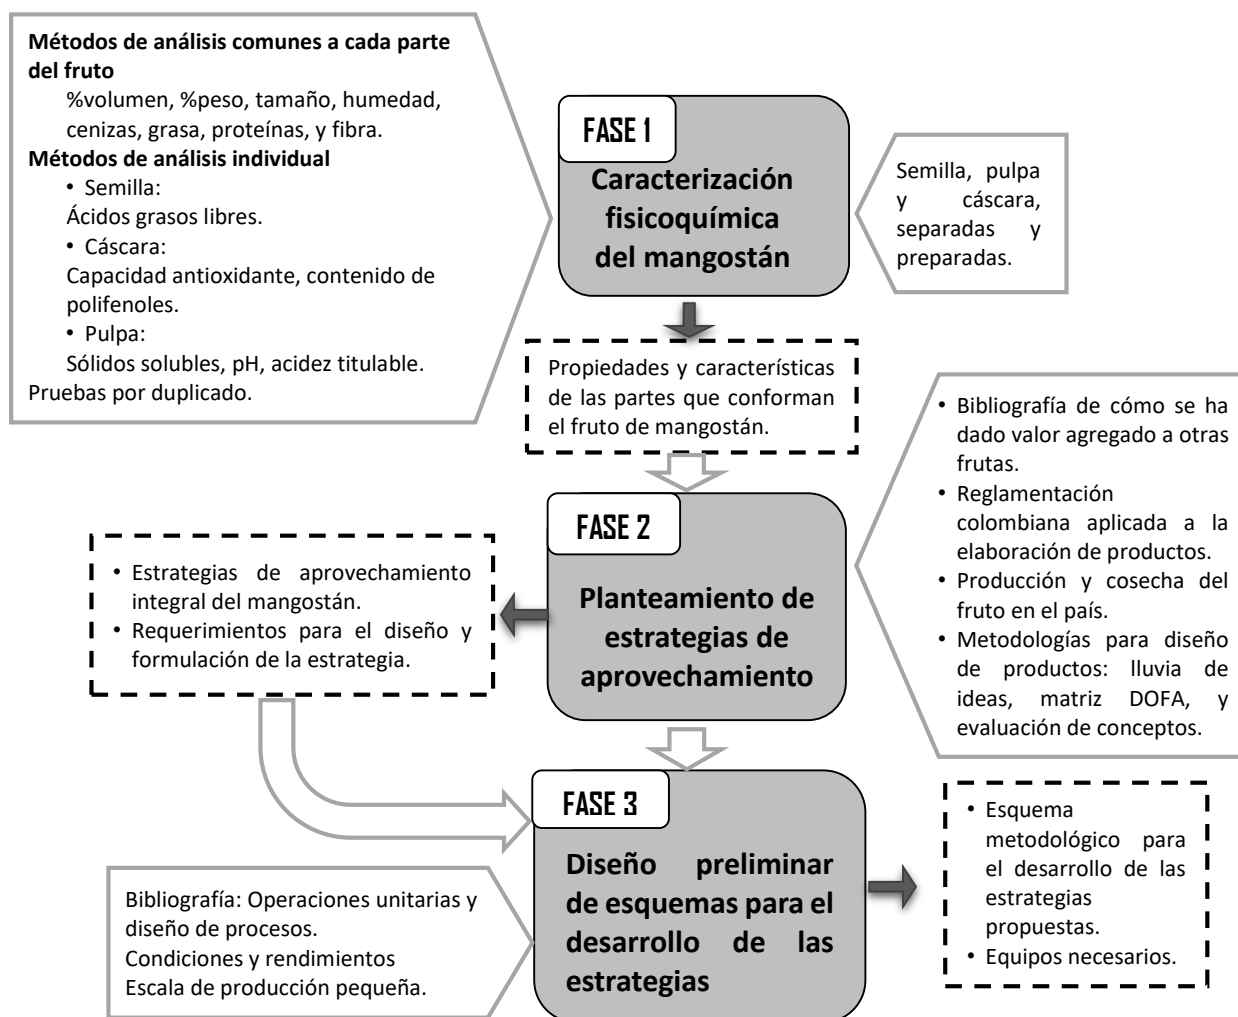 Métodos de análisis comunes a cada parte
del fruto
%volumen, %peso, tamaño, humedad,
cenizas, grasa, proteínas, y fibra.
Métodos de análisis individual
• Semilla:
Ácidos grasos libres.
• Cáscara:
Capacidad antioxidante, contenido de
polifenoles.
• Pulpa:
Sólidos solubles, pH, acidez titulable.
Pruebas por duplicado.
FASE 1
Caracterización
fisicoquímica
del mangostán
Semilla, pulpa
y cáscara,
separadas y
preparadas.
Propiedades y características
de las partes que conforman
el fruto de mangostán.
• Bibliografía de cómo se ha
dado valor agregado a otras
frutas.
• Reglamentación
colombiana aplicada a la
elaboración de productos.
• Producción y cosecha del
fruto en el país.
• Metodologías para diseño
de productos: lluvia de
ideas, matriz DOFA, y
evaluación de conceptos.
FASE 2
Planteamiento de
estrategias de
aprovechamiento
• Estrategias de aprovechamiento
integral del mangostán.
• Requerimientos para el diseño y
formulación de la estrategia.
FASE 3
Diseño preliminar
de esquemas para el
desarrollo de las
estrategias
Bibliografía: Operaciones unitarias y
diseño de procesos.
Condiciones y rendimientos
Escala de producción pequeña.
• Esquema
metodológico para
el desarrollo de las
estrategias
propuestas.
• Equipos necesarios.